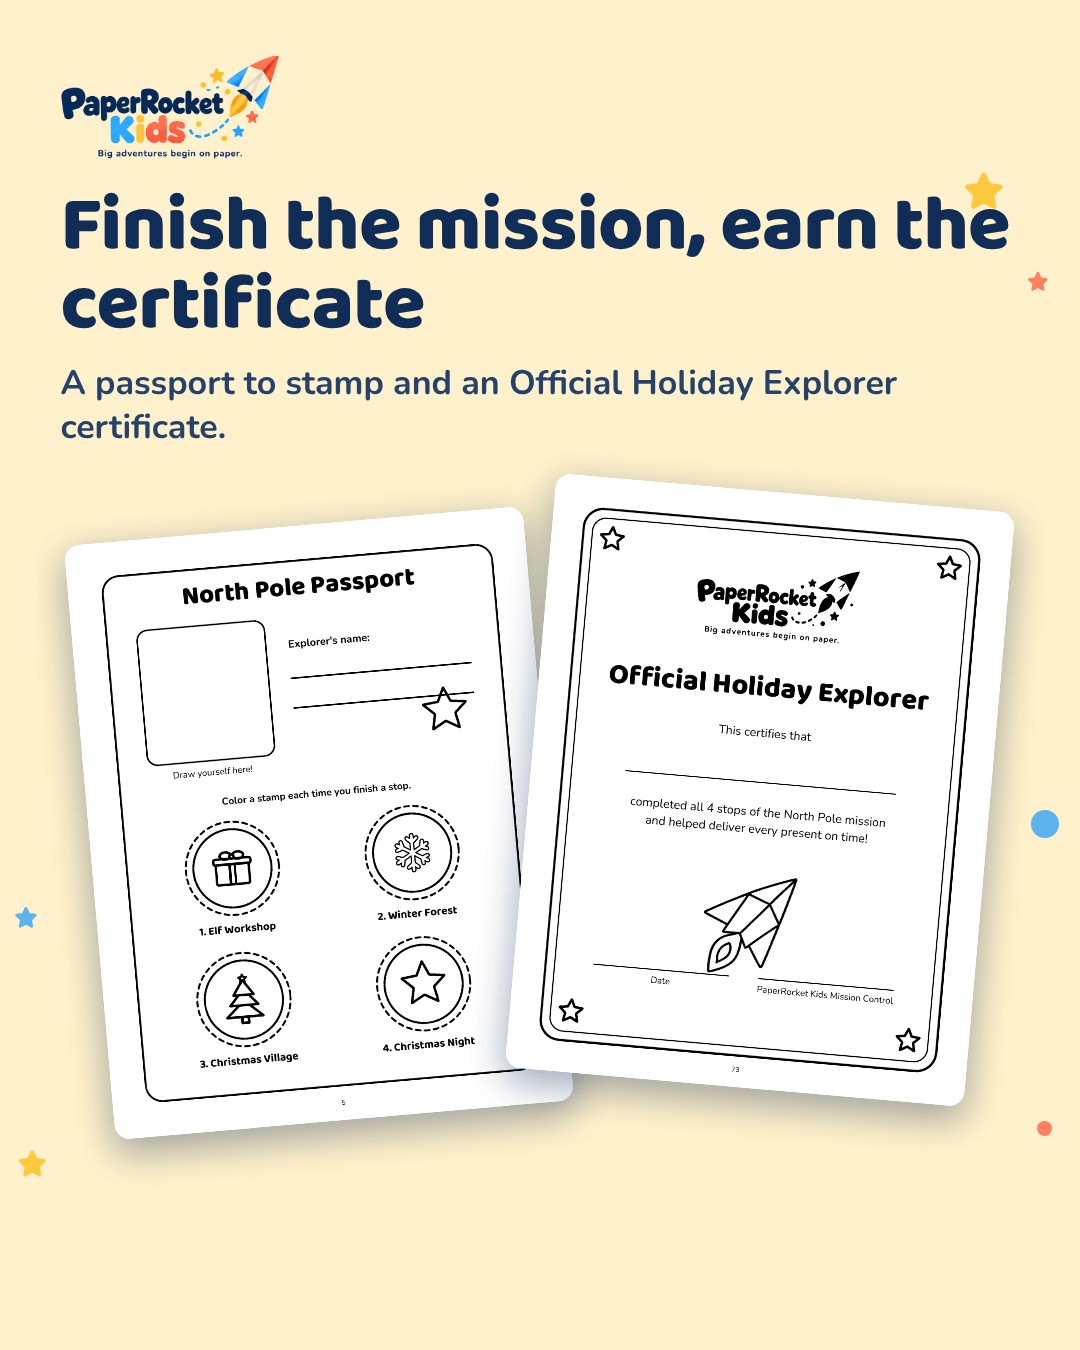 PaperRocket
Kids
Big adventures begin on paper.
Finish the mission, earn the
certificate
A passport to stamp and an Official Holiday Explorer
certificate.
North Pole Passport
Explorer's name:
Draw yourself here!
Color a stamp each time you finish a stop.
1. Elf Workshop
2. Winter Forest
3. Christmas Village
4. Christmas Night
5
PaperRocket
Kids
Big adventures begin on paper.
Official Holiday Explorer
This certifies that
completed all 4 stops of the North Pole mission
and helped deliver every present on time!
Date
PaperRocket Kids Mission Control
73